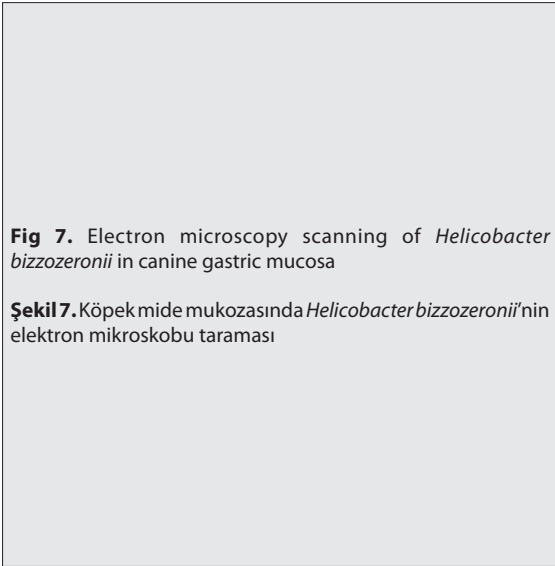 Fig 7. Electron microscopy scanning of Helicobacter
bizzozeronii in canine gastric mucosa
Şekil 7. Köpek mide mukozasında Helicobacter bizzozeronii'nin
elektron mikroskobu taraması